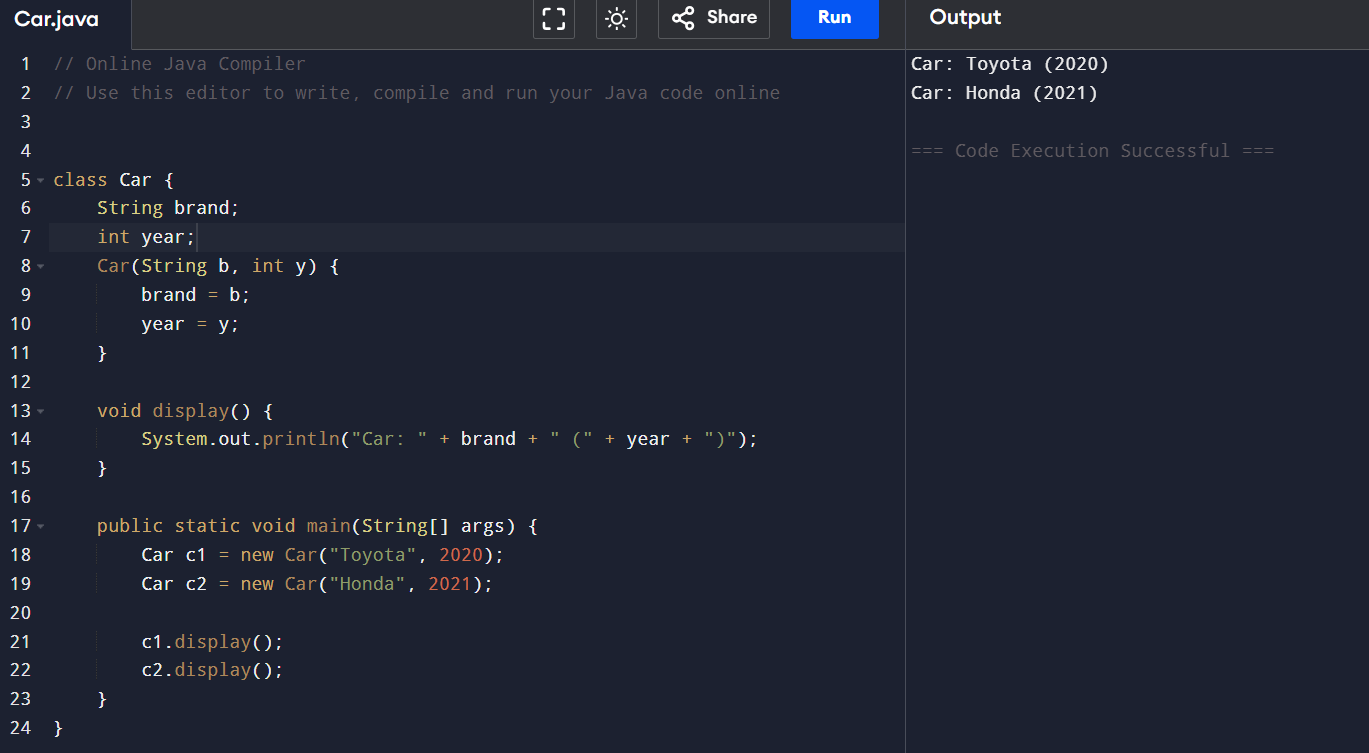 Car.java
Share
Run
Output
1 // Online Java Compiler
2 // Use this editor to write, compile and run your Java code online
3
4
5 class Car {
6     String brand;
7     int year;
8     Car(String b, int y) {
9         brand = b;
10         year = y;
11     }
12
13     void display() {
14         System.out.println("Car: " + brand + " (" + year + ")");
15     }
16
17     public static void main(String[] args) {
18         Car c1 = new Car("Toyota", 2020);
19         Car c2 = new Car("Honda", 2021);
20
21         c1.display();
22         c2.display();
23     }
24 }
Car: Toyota (2020)
Car: Honda (2021)
=== Code Execution Successful ===